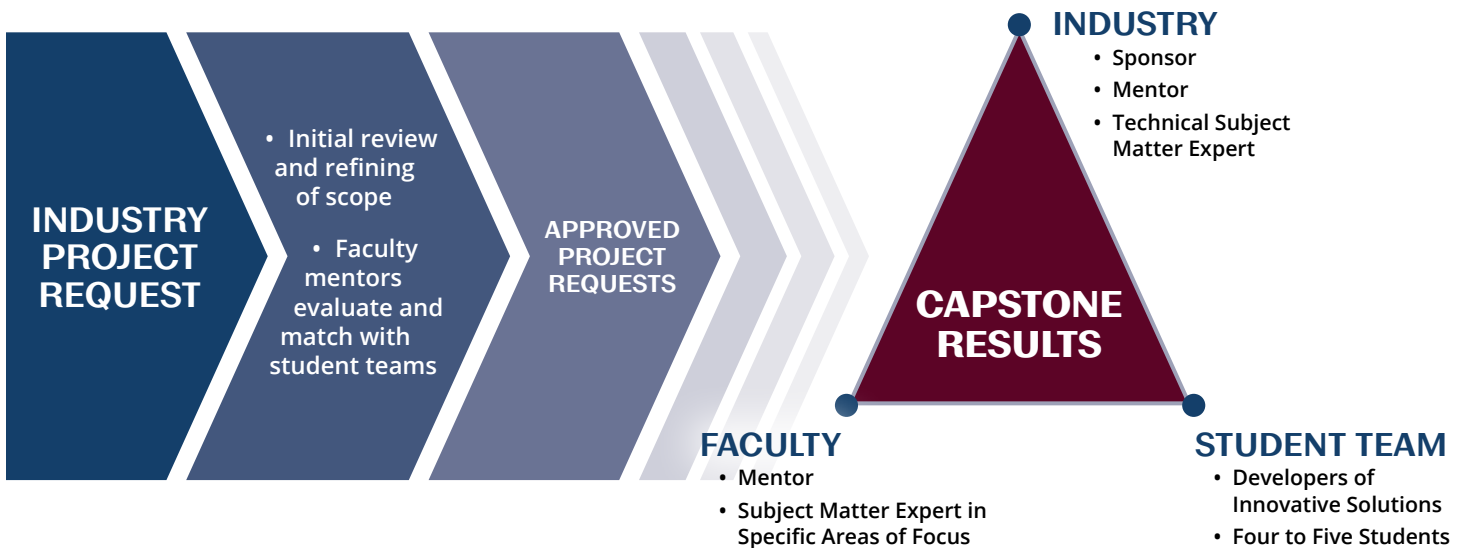 INDUSTRY
PROJECT
REQUEST
• Initial review
and refining
of scope
• Faculty
mentors
evaluate and
match with
student teams
APPROVED
PROJECT
REQUESTS
INDUSTRY
• Sponsor
• Mentor
• Technical Subject
Matter Expert
CAPSTONE
RESULTS
FACULTY
• Mentor
• Subject Matter Expert in
Specific Areas of Focus
STUDENT TEAM
• Developers of
Innovative Solutions
• Four to Five Students